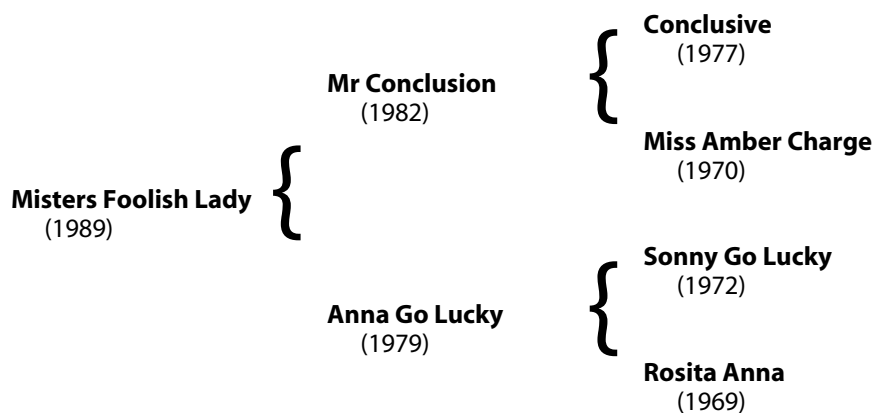 Conclusive
(1977)
Mr Conclusion
(1982)
Miss Amber Charge
(1970)
Misters Foolish Lady
(1989)
Sonny Go Lucky
(1972)
Anna Go Lucky
(1979)
Rosita Anna
(1969)